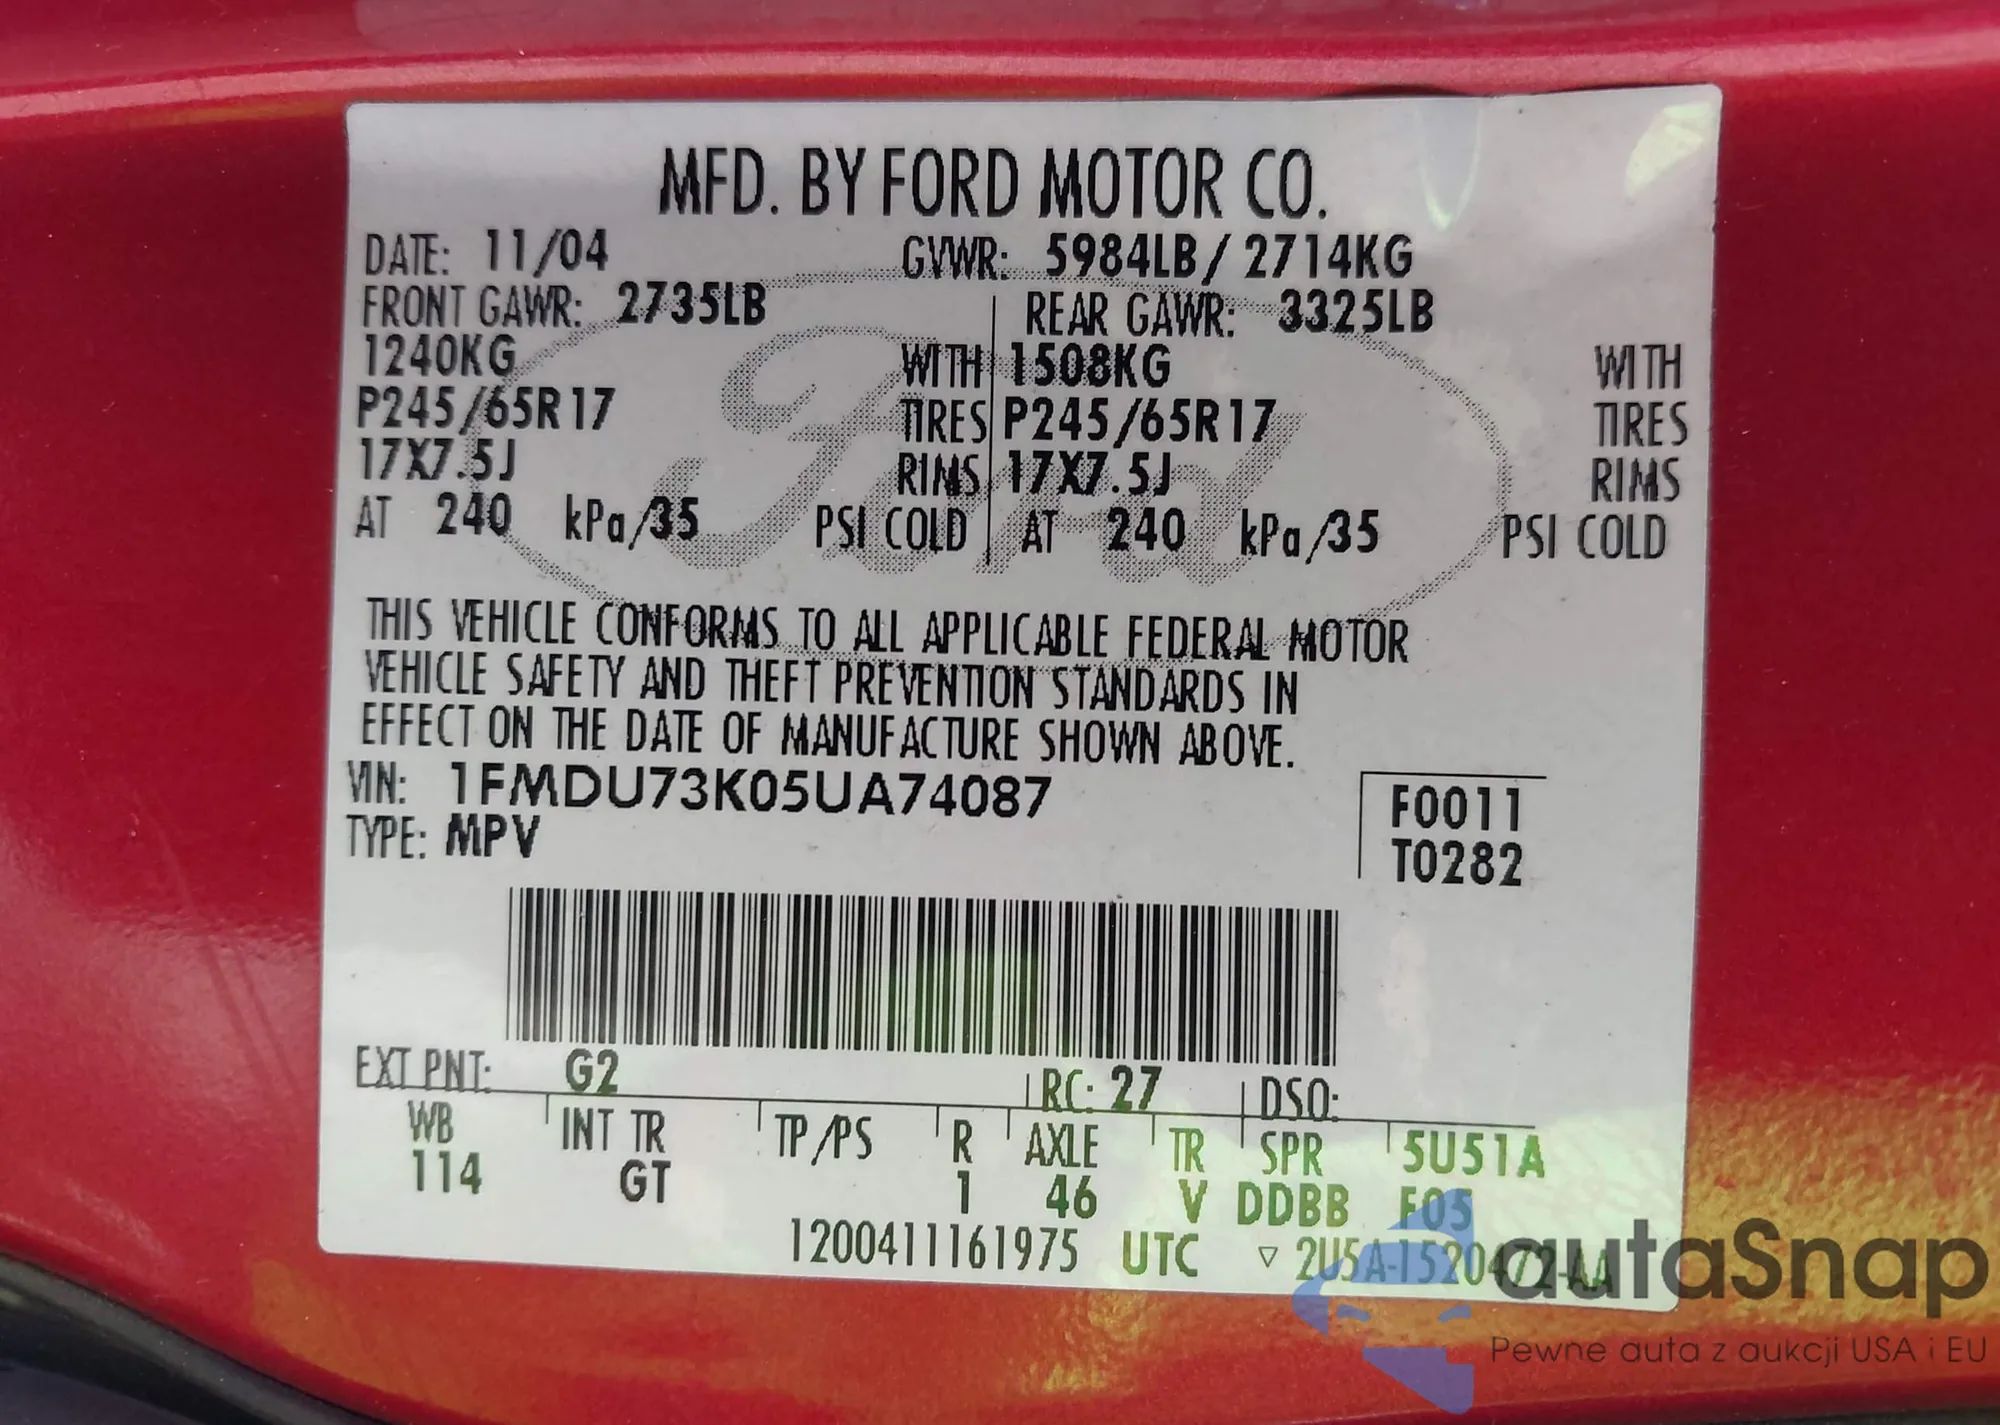 MFD. BY FORD MOTOR CO.
DATE: 11/04 GVWR: 5984LB / 2714KG
FRONT GAWR: 2735LB REAR GAWR: 3325LB
1240KG WITH 1508KG WITH
P245/65R17 TIRES P245/65R17 TIRES
17X7.5J RIMS 17X7.5J RIMS
AT 240 kPa/35 PSI COLD AT 240 kPa/35 PSI COLD
Ford
THIS VEHICLE CONFORMS TO ALL APPLICABLE FEDERAL MOTOR
VEHICLE SAFETY AND THEFT PREVENTION STANDARDS IN
EFFECT ON THE DATE OF MANUFACTURE SHOWN ABOVE.
VIN: 1FMDU73K05UA74087 F0011
TYPE: MPV T0282
EXT PNT: G2 RC: 27 DSO:
WB INT TR TP/PS R AXLE TR SPR 5U51A
114 GT 1 46 V DDBB F05
1200411161975 UTC ▽ 2U5A-1520472-AA
autaSnap
Pewne auta z aukcji USA i EU